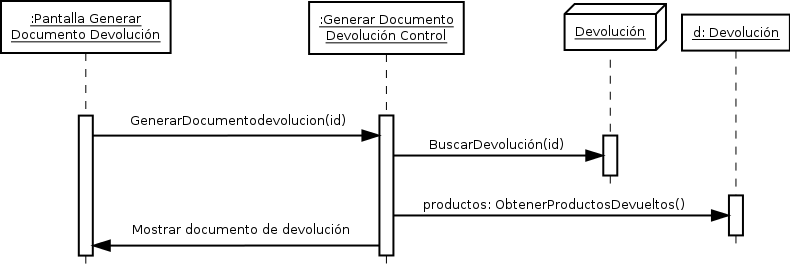 :Pantalla Generar
Documento Devolución
:Generar Documento
Devolución Control
Devolución
d: Devolución
GenerarDocumentodevolucion(id)
BuscarDevolución(id)
productos: ObtenerProductosDevueltos()
Mostrar documento de devolución